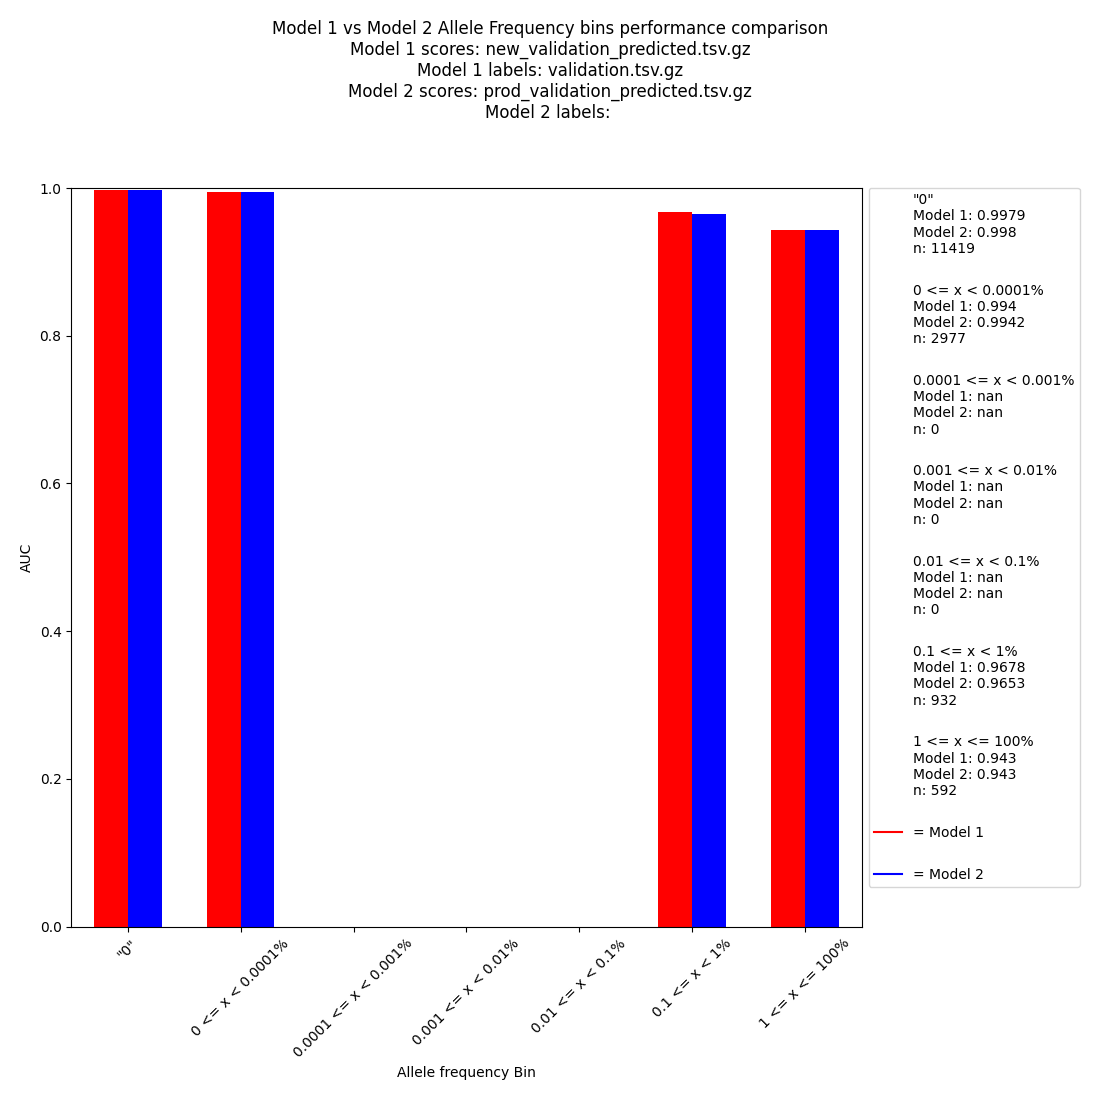 Model 1 vs Model 2 Allele Frequency bins performance comparison
Model 1 scores: new_validation_predicted.tsv.gz
Model 1 labels: validation.tsv.gz
Model 2 scores: prod_validation_predicted.tsv.gz
Model 2 labels:
1.0
0.8
0.6
0.4
0.2
0.0
AUC
"0"
0 <= x < 0.0001%
0.0001 <= x < 0.001%
0.001 <= x < 0.01%
0.01 <= x < 0.1%
0.1 <= x < 1%
1 <= x <= 100%
Allele frequency Bin
"0"
Model 1: 0.9979
Model 2: 0.998
n: 11419
0 <= x < 0.0001%
Model 1: 0.994
Model 2: 0.9942
n: 2977
0.0001 <= x < 0.001%
Model 1: nan
Model 2: nan
n: 0
0.001 <= x < 0.01%
Model 1: nan
Model 2: nan
n: 0
0.01 <= x < 0.1%
Model 1: nan
Model 2: nan
n: 0
0.1 <= x < 1%
Model 1: 0.9678
Model 2: 0.9653
n: 932
1 <= x <= 100%
Model 1: 0.943
Model 2: 0.943
n: 592
= Model 1
= Model 2